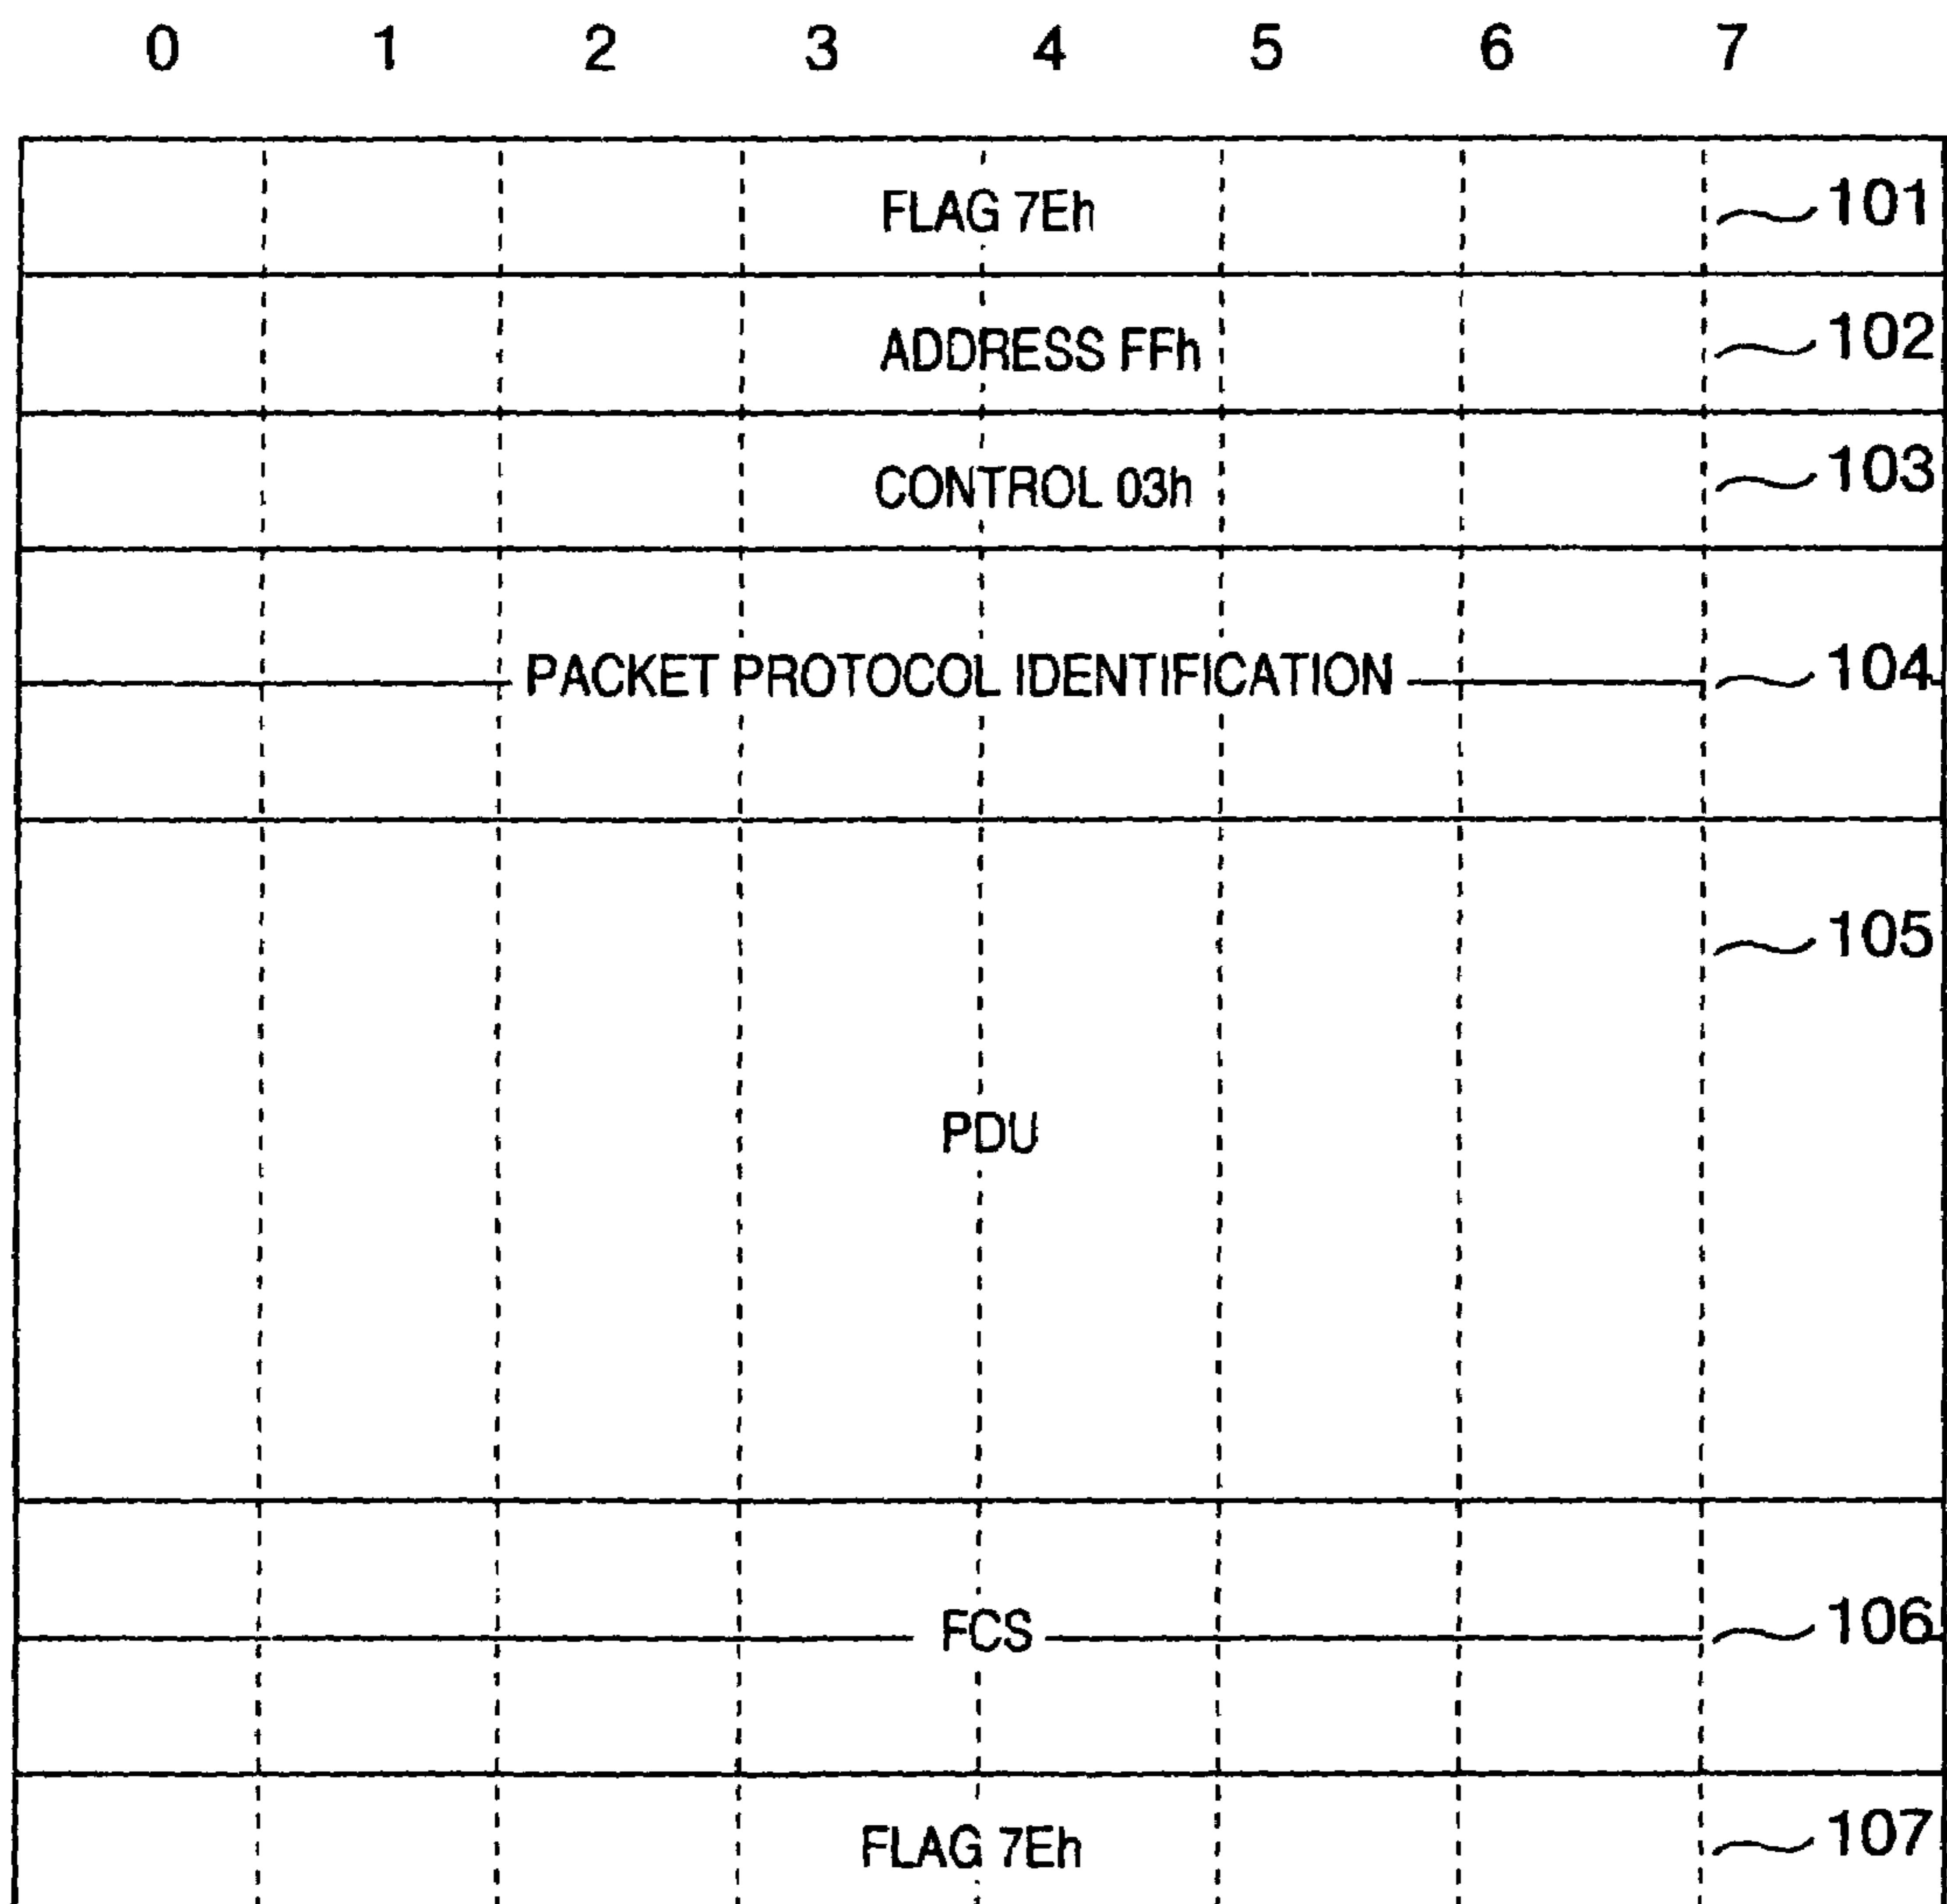 0 1 2 3 4 5 6 7
FLAG 7Eh 101
ADDRESS FFh 102
CONTROL 03h 103
PACKET PROTOCOL IDENTIFICATION 104
105
PDU
FCS 106
FLAG 7Eh 107